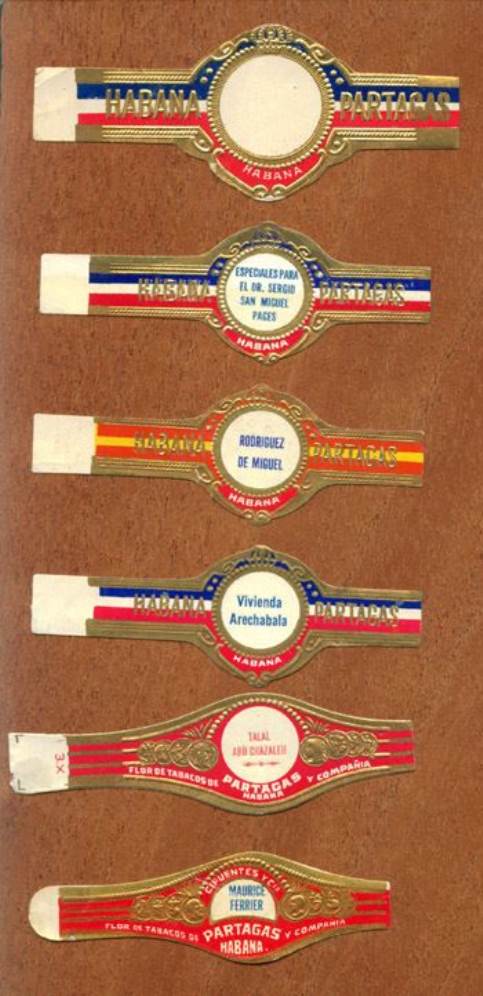 HABANA PARTAGAS
HABANA
ESPECIALES PARA
EL DR. SERGIO
SAN MIGUEL
PAGES
HABANA PARTAGAS
HABANA
RODRIGUEZ
DE MIGUEL
HABANA PARTAGAS
HABANA
Vivienda
Arechabala
HABANA PARTAGAS
HABANA
3X
TALAL
ABU GHAZALEH
FLOR DE TABACOS DE PARTAGAS Y COMPAÑIA
HABANA
CIFUENTES Y CIA
MAURICE
FERRIER
FLOR DE TABACOS DE PARTAGAS Y COMPAÑIA
HABANA.